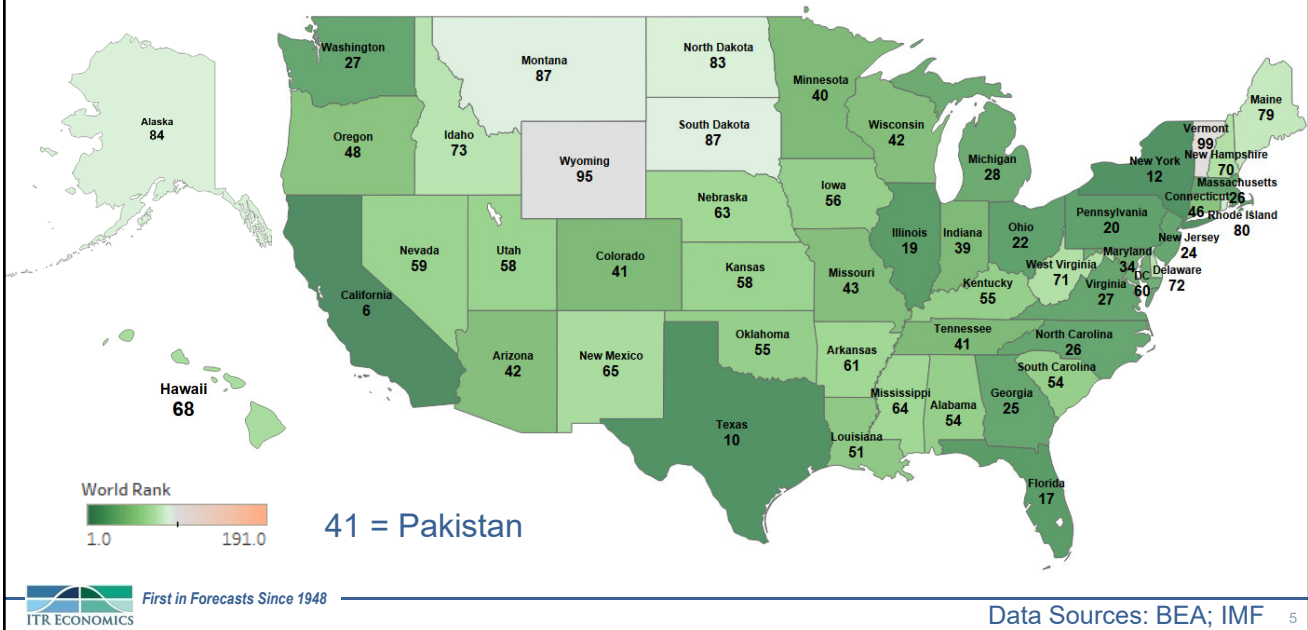 Washington
27
Montana
87
North Dakota
83
Minnesota
40
Alaska
84
Oregon
48
Idaho
73
Wyoming
95
South Dakota
87
Wisconsin
42
Michigan
28
Maine
79
Vermont
99
New York
12
New Hampshire
70
Massachusetts
26
Connecticut
46
Rhode Island
80
Nebraska
63
Iowa
56
Illinois
19
Indiana
39
Ohio
22
Pennsylvania
20
New Jersey
24
Nevada
59
Utah
58
Colorado
41
Kansas
58
Missouri
43
Kentucky
55
West Virginia
71
Maryland
34
DC
60
Delaware
72
Virginia
27
California
6
Arizona
42
New Mexico
65
Oklahoma
55
Arkansas
61
Tennessee
41
North Carolina
26
South Carolina
54
Hawaii
68
Texas
10
Louisiana
51
Mississippi
64
Alabama
54
Georgia
25
Florida
17
World Rank
1.0
191.0
41 = Pakistan
ITR ECONOMICS
First in Forecasts Since 1948
Data Sources: BEA; IMF
5